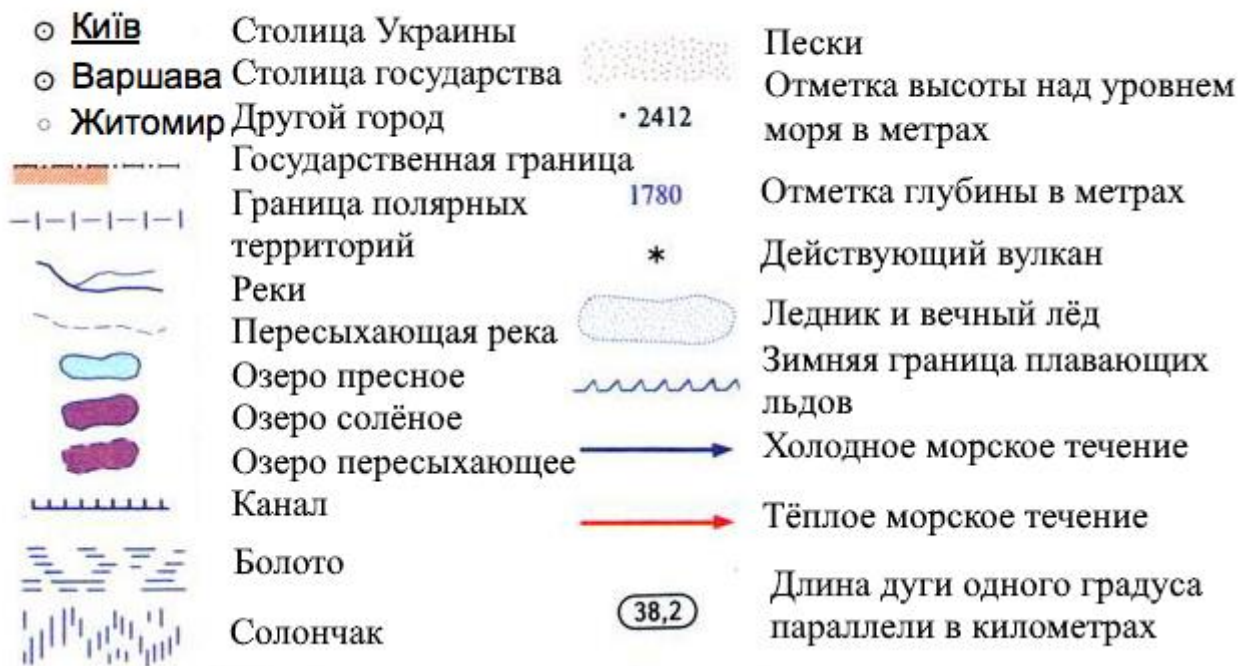 Київ
Столица Украины
Варшава
Столица государства
Житомир
Другой город
Государственная граница
Граница полярных
территорий
Реки
Пересыхающая река
Озеро пресное
Озеро солёное
Озеро пересыхающее
Канал
Болото
Солончак
Пески
Отметка высоты над уровнем
· 2412
моря в метрах
1780
Отметка глубины в метрах
Действующий вулкан
Ледник и вечный лёд
Зимняя граница плавающих
льдов
Холодное морское течение
Тёплое морское течение
Длина дуги одного градуса
38,2
параллели в километрах